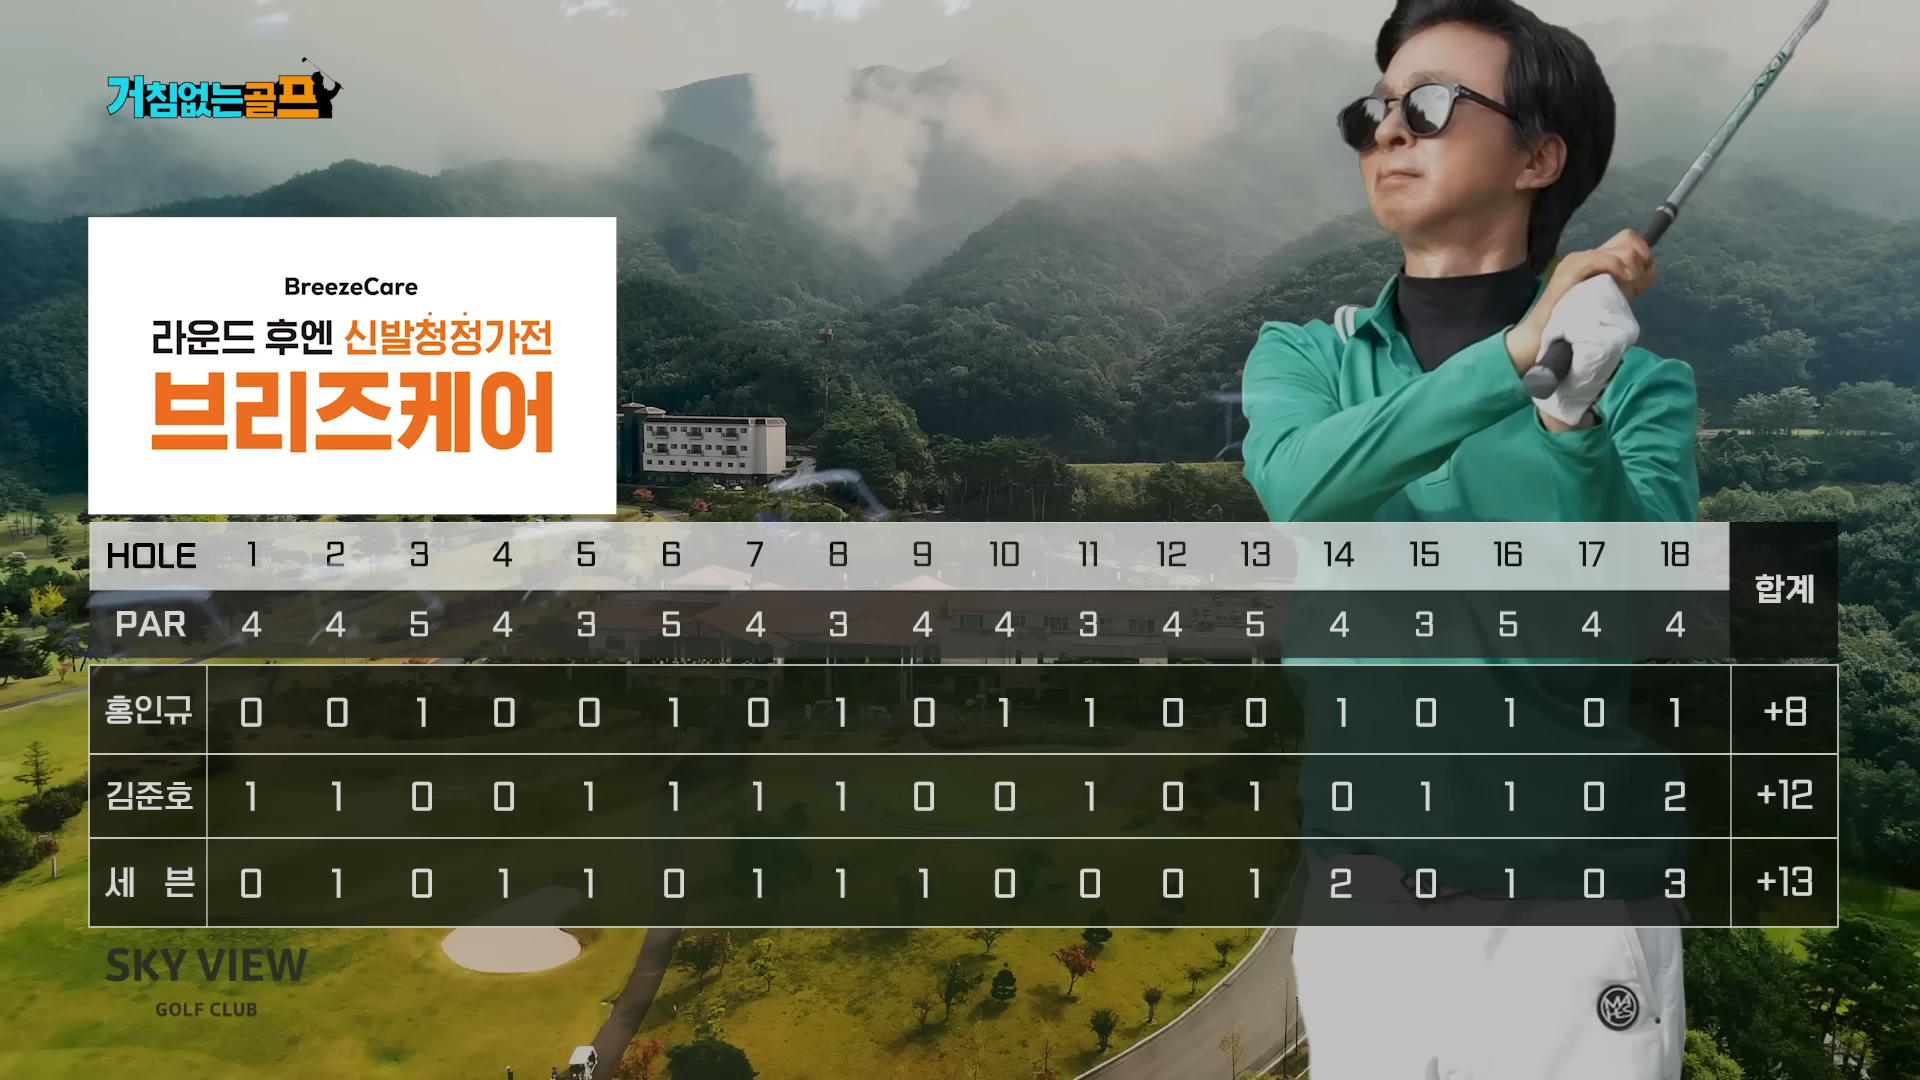 거침없는골프
BreezeCare
라운드 후엔 신발청정가전
브리즈케어
HOLE 1 2 3 4 5 6 7 8 9 10 11 12 13 14 15 16 17 18 합계
PAR 4 4 5 4 3 5 4 3 4 4 3 4 5 4 3 5 4 4
홍인규 0 0 1 0 0 1 0 1 0 1 1 0 0 1 0 1 0 1 +8
김준호 1 1 0 0 1 1 1 1 0 0 1 0 1 0 1 1 0 2 +12
세 븐 0 1 0 1 1 0 1 1 1 0 0 0 1 2 0 1 0 3 +13
SKY VIEW
GOLF CLUB